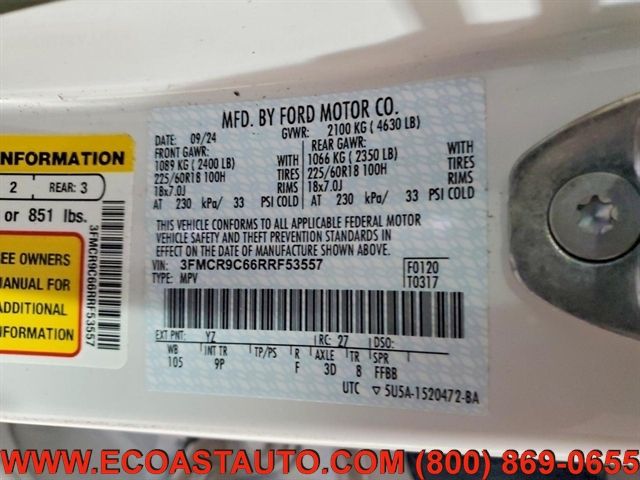 MFD. BY FORD MOTOR CO.
DATE: 09/24 GVWR: 2100 KG ( 4630 LB)
FRONT GAWR: REAR GAWR:
1089 KG ( 2400 LB) 1066 KG ( 2350 LB)
225/60R18 100H TIRES 225/60R18 100H TIRES
18x7.0J RIMS 18x7.0J RIMS
AT 230 kPa/ 33 PSI COLD AT 230 kPa/ 33 PSI COLD
THIS VEHICLE CONFORMS TO ALL APPLICABLE FEDERAL MOTOR
VEHICLE SAFETY, BUMPER, AND THEFT PREVENTION STANDARDS IN
EFFECT ON THE DATE OF MANUFACTURE SHOWN ABOVE.
VIN: 3FMCR9C66RRF53557 F0120
TYPE: MPV T0317
EXT PNT: YZ RC: 27 DSO:
WB INT TR TP/PS R AXLE TR SPR
105 9P F 3D 8 FFBB
UTC ▽ 5U5A-1520472-BA
INFORMATION
2 REAR: 3
or 851 lbs.
SEE OWNERS
MANUAL FOR
ADDITIONAL
INFORMATION
3FMCR9C66RRF53557
WWW.ECOASTAUTO.COM (800) 869-0655